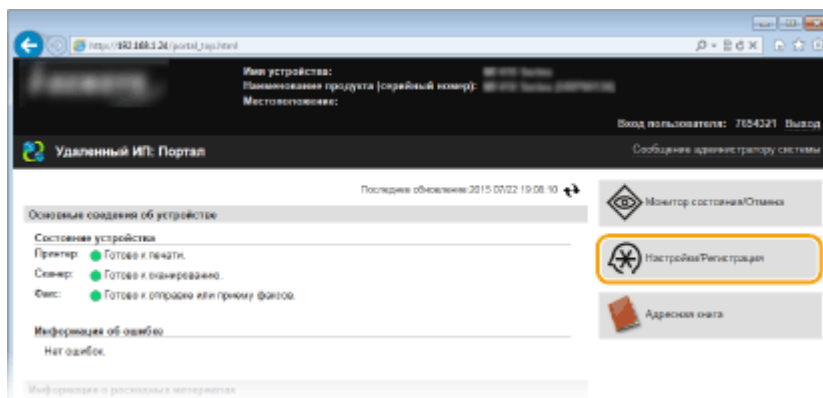 http://192.168.1.24/portal_top.html
Имя устройства:
Наименование продукта (серийный номер):
Местоположение:
Вход пользователя: 7654321 Выход
Удаленный ИП: Портал
Сообщение администратору системы
Последнее обновление:2015 07/22 19:08:10
Монитор состояния/Отмена
Основные сведения об устройстве
Состояние устройства
Принтер: Готово к печати.
Настройки/Регистрация
Сканер: Готово к сканированию.
Факс: Готово к отправке или приему факсов.
Адресная книга
Информация об ошибке
Нет ошибок.
Информация о расходных материалах